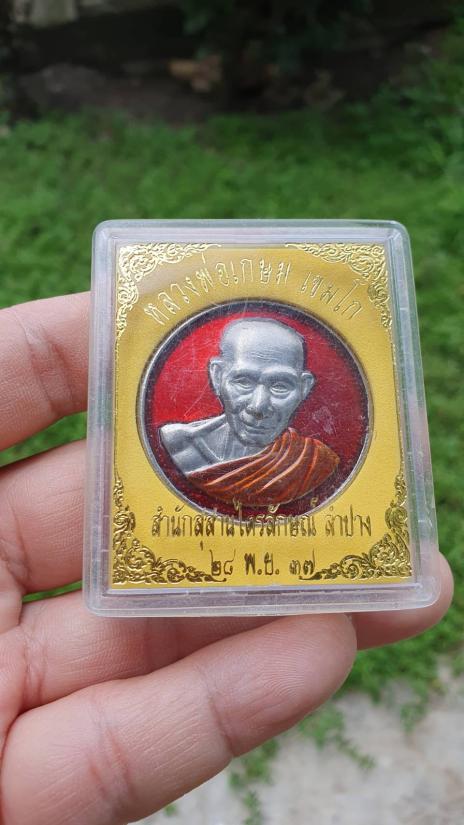 หลวงพ่อเกษม เขมโก
สำนักสุสานไตรลักษณ์ ลำปาง
๒๘ พ.ย. ๓๗